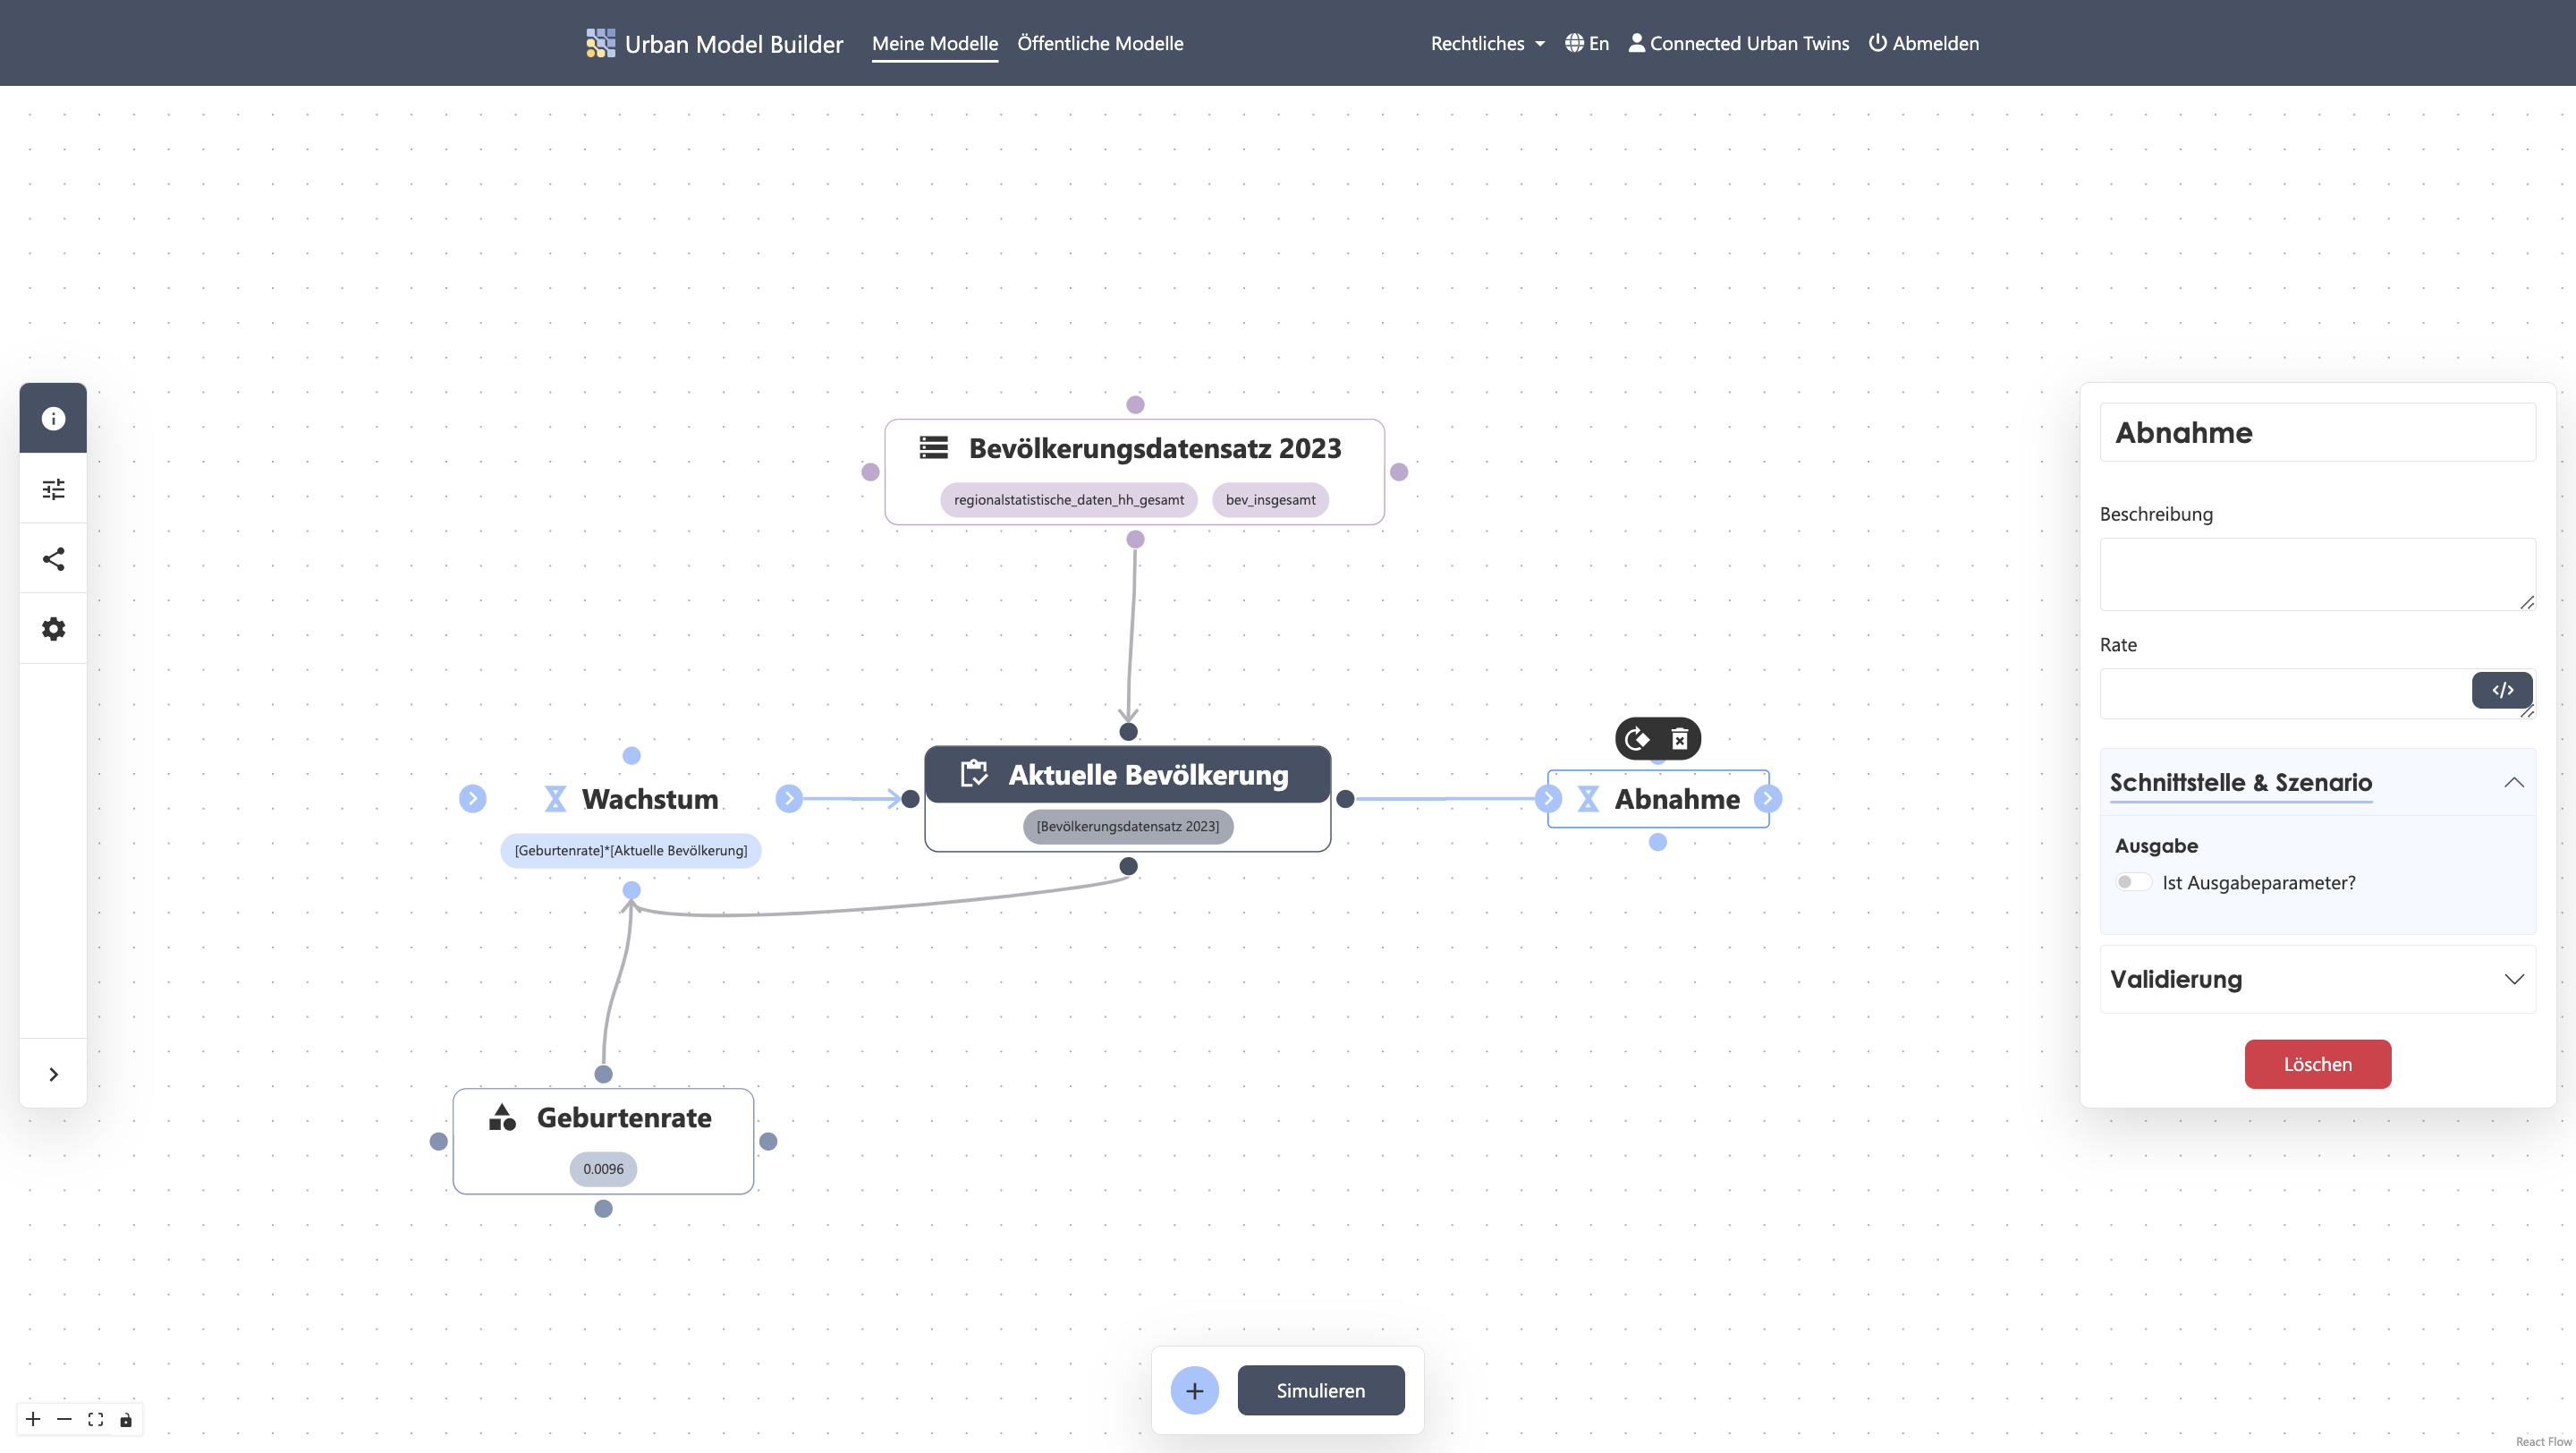 Urban Model Builder
Meine Modelle
Öffentliche Modelle
Rechtliches
En
Connected Urban Twins
Abmelden
Bevölkerungsdatensatz 2023
regionalstatistische_daten_hh_gesamt
bev_insgesamt
Wachstum
[Geburtenrate]*[Aktuelle Bevölkerung]
Aktuelle Bevölkerung
[Bevölkerungsdatensatz 2023]
Abnahme
Geburtenrate
0.0096
Abnahme
Beschreibung
Rate
</>
Schnittstelle & Szenario
Ausgabe
Ist Ausgabeparameter?
Validierung
Löschen
Simulieren
React Flow